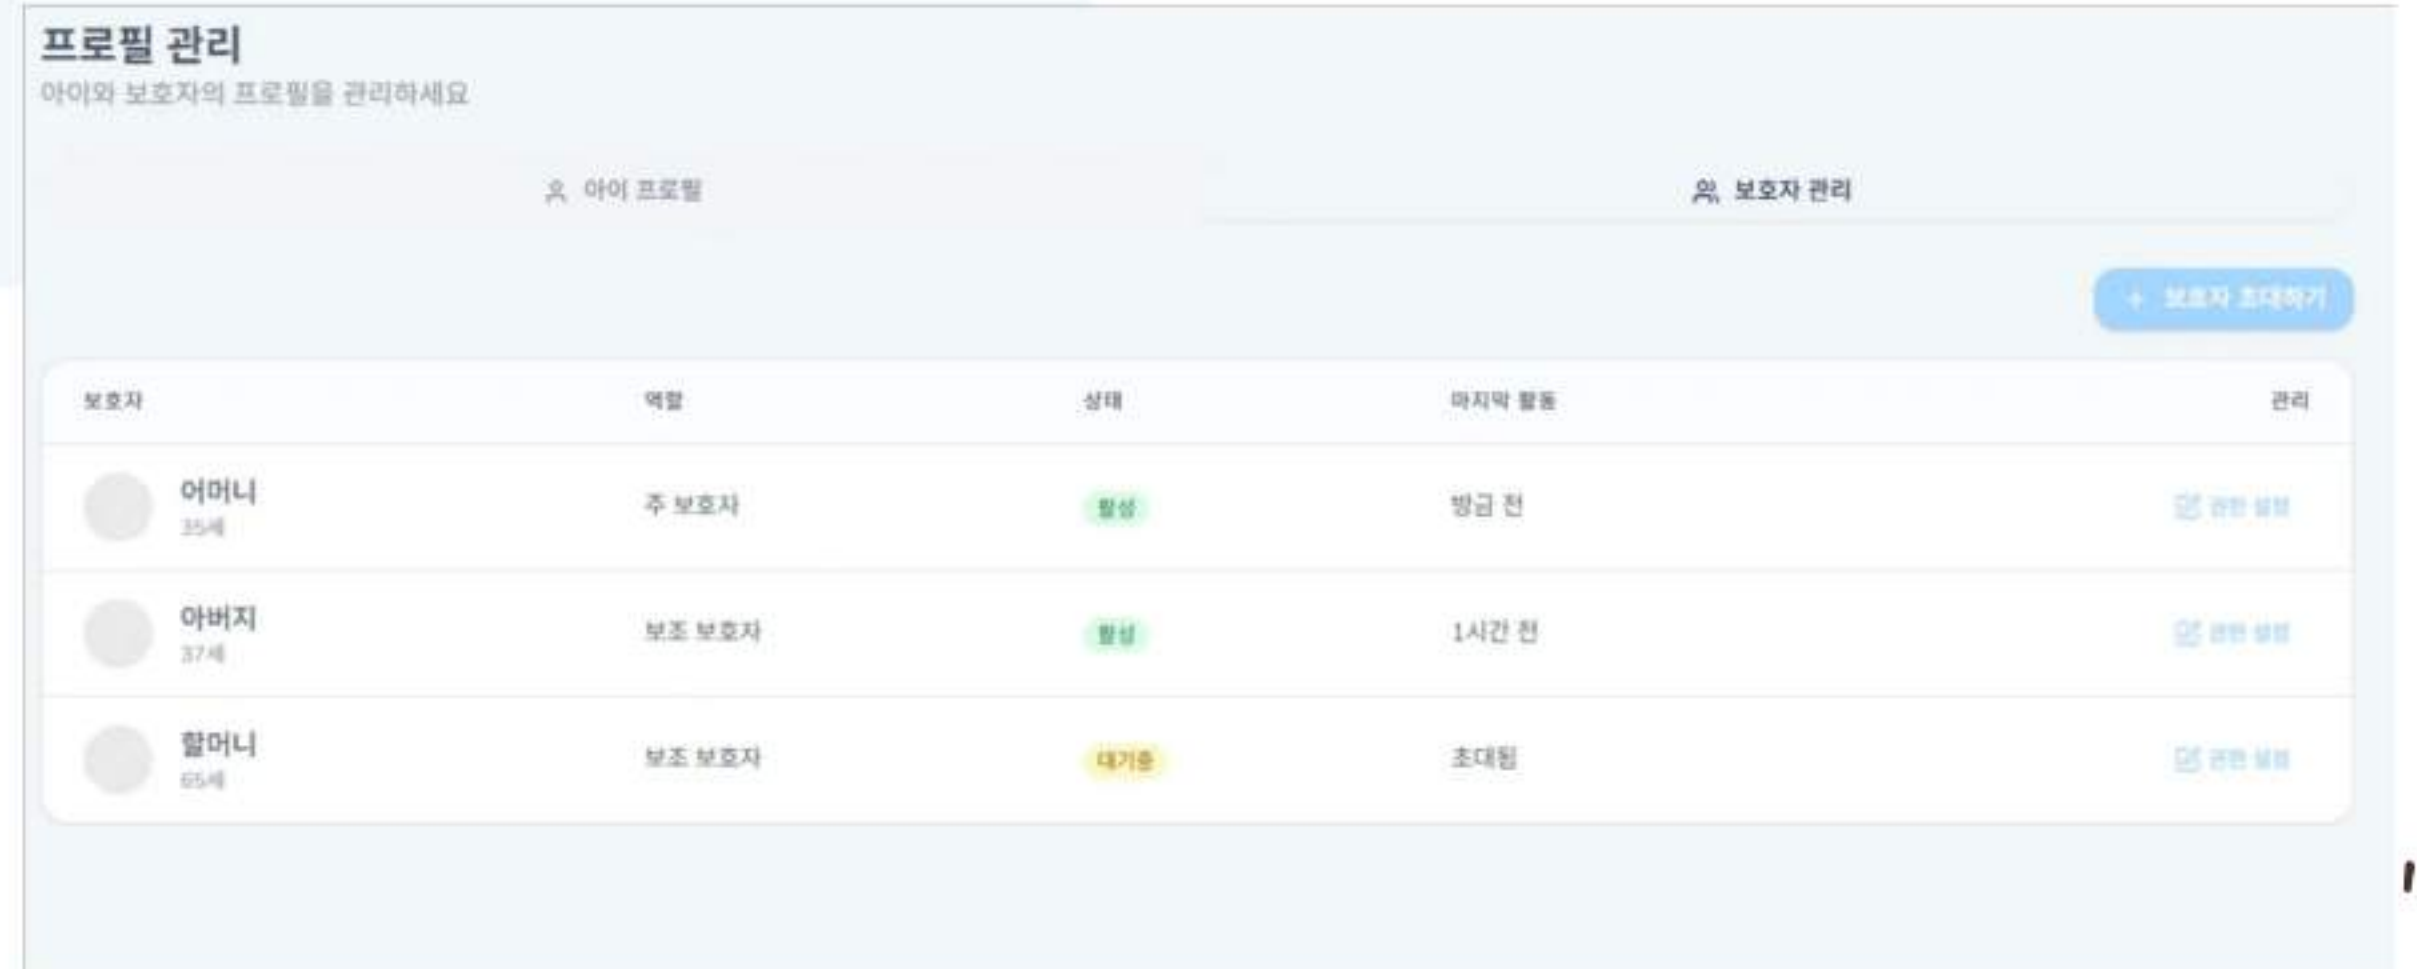 프로필 관리
아이와 보호자의 프로필을 관리하세요
아이 프로필
보호자 관리
+ 보호자 초대하기
보호자 역할 상태 마지막 활동 관리
어머니
35세
주 보호자 활성 방금 전 권한 설정
아버지
37세
보조 보호자 활성 1시간 전 권한 설정
할머니
65세
보조 보호자 대기중 초대됨 권한 설정